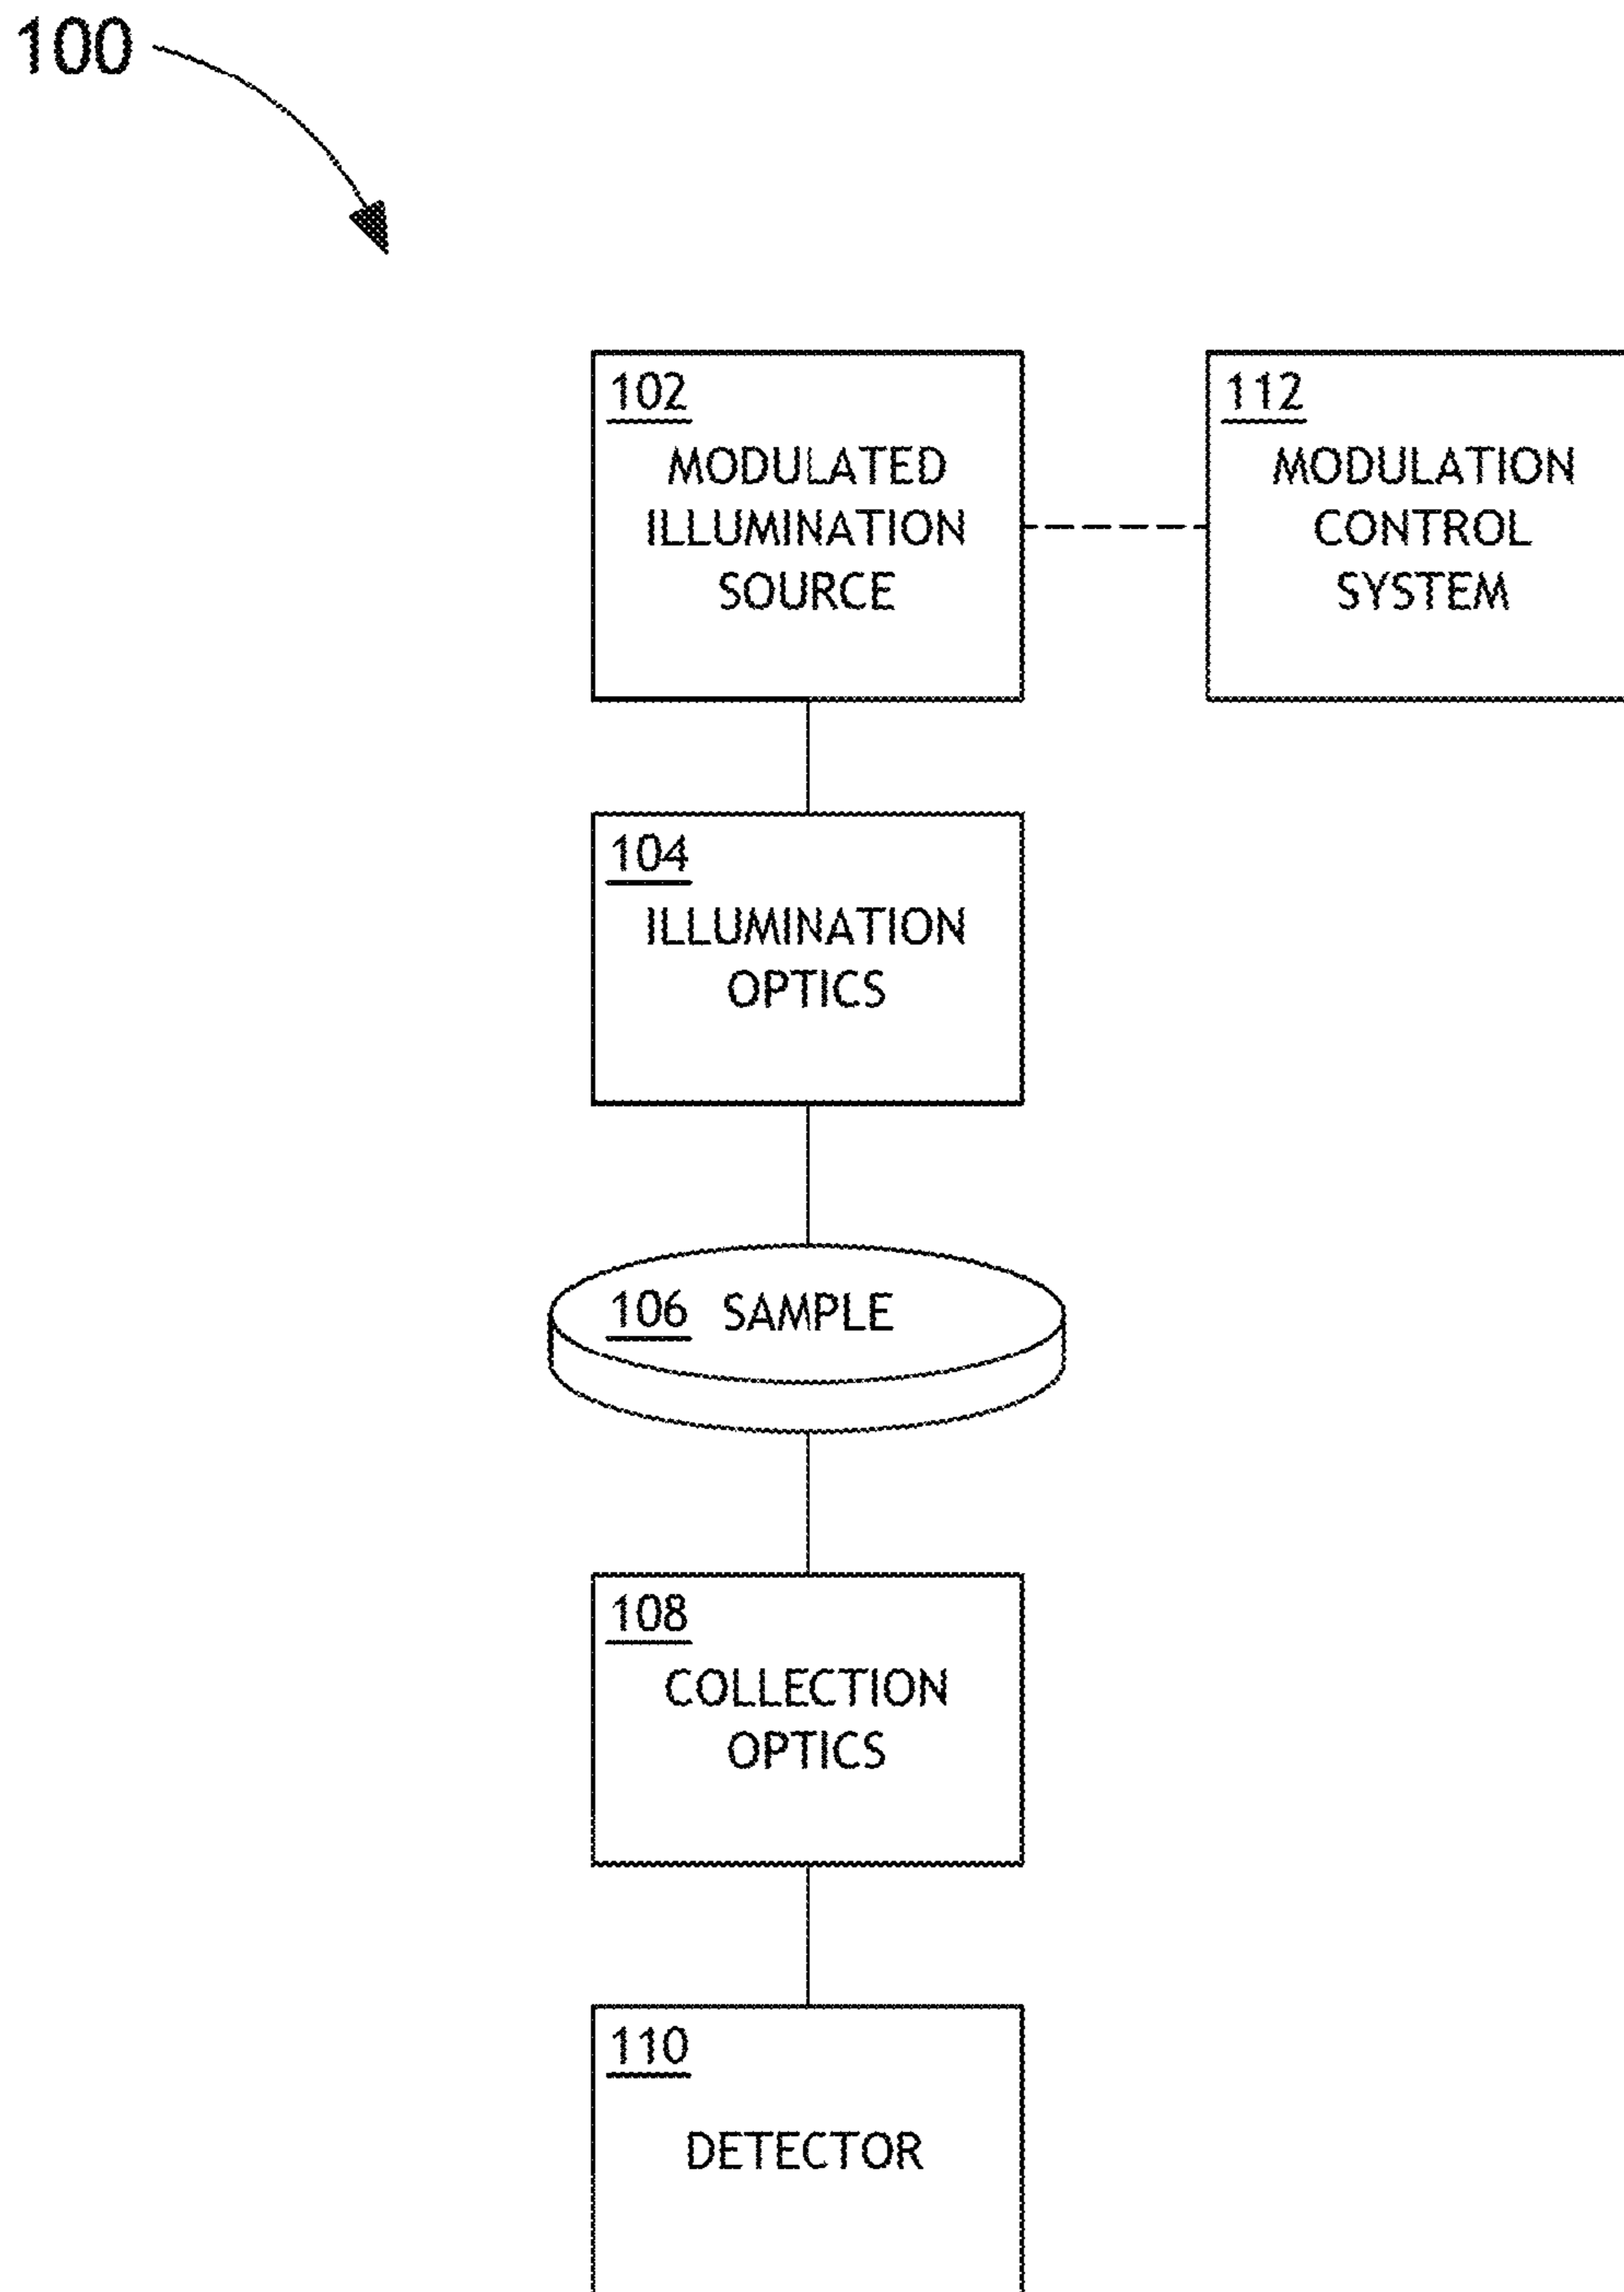 100
102
MODULATED
ILLUMINATION
SOURCE
112
MODULATION
CONTROL
SYSTEM
104
ILLUMINATION
OPTICS
106 SAMPLE
108
COLLECTION
OPTICS
110
DETECTOR